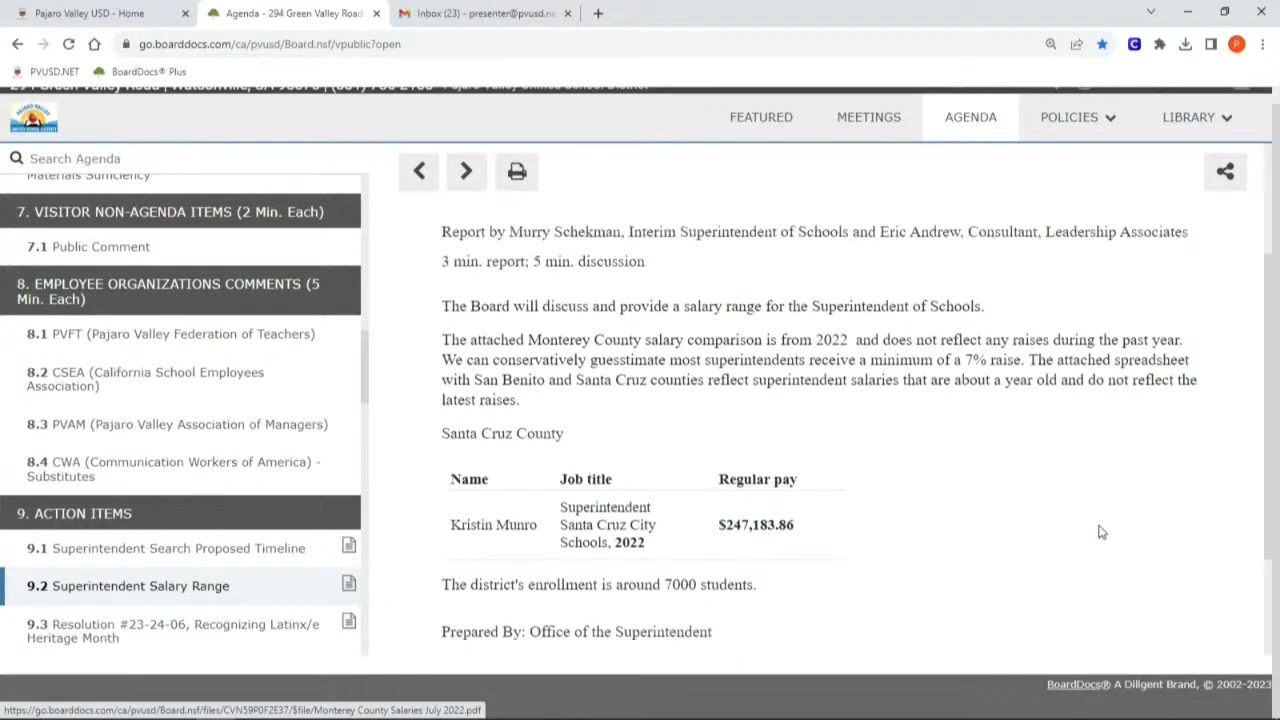 Pajaro Valley USD - Home
Agenda - 294 Green Valley Road
Inbox (23) - presenter@pvusd.ne
go.boarddocs.com/ca/pvusd/Board.nsf/vpublic?open
PVUSD.NET
BoardDocs® Plus
FEATURED
MEETINGS
AGENDA
POLICIES
LIBRARY
Search Agenda
Materials Sufficiency
7. VISITOR NON-AGENDA ITEMS (2 Min. Each)
7.1 Public Comment
8. EMPLOYEE ORGANIZATIONS COMMENTS (5
Min. Each)
8.1 PVFT (Pajaro Valley Federation of Teachers)
8.2 CSEA (California School Employees
Association)
8.3 PVAM (Pajaro Valley Association of Managers)
8.4 CWA (Communication Workers of America) -
Substitutes
9. ACTION ITEMS
9.1 Superintendent Search Proposed Timeline
9.2 Superintendent Salary Range
9.3 Resolution #23-24-06, Recognizing Latinx/e
Heritage Month
Report by Murry Schekman, Interim Superintendent of Schools and Eric Andrew, Consultant, Leadership Associates
3 min. report; 5 min. discussion
The Board will discuss and provide a salary range for the Superintendent of Schools.
The attached Monterey County salary comparison is from 2022 and does not reflect any raises during the past year.
We can conservatively guesstimate most superintendents receive a minimum of a 7% raise. The attached spreadsheet
with San Benito and Santa Cruz counties reflect superintendent salaries that are about a year old and do not reflect the
latest raises.
Santa Cruz County
Name Job title Regular pay
Superintendent
Kristin Munro Santa Cruz City $247,183.86
Schools, 2022
The district's enrollment is around 7000 students.
Prepared By: Office of the Superintendent
BoardDocs® A Diligent Brand, © 2002-2023
https://go.boarddocs.com/ca/pvusd/Board.nsf/files/CVN59P0F2E37/$file/Monterey County Salaries July 2022.pdf